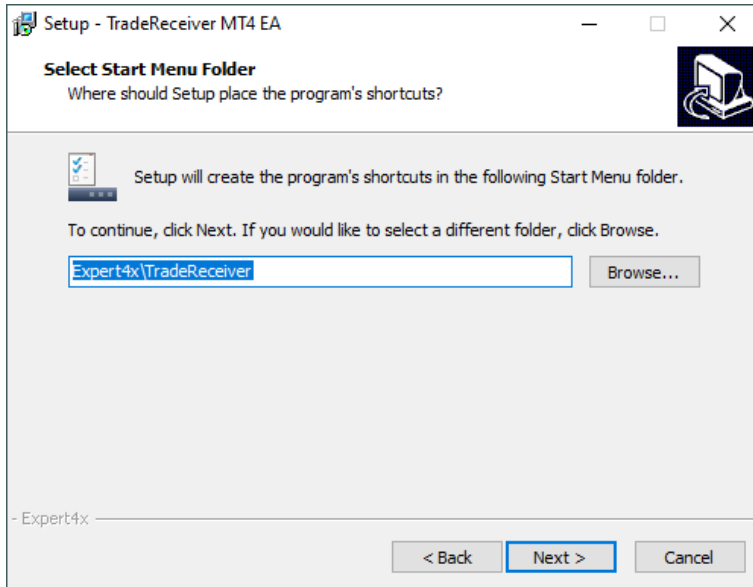 Setup - TradeReceiver MT4 EA
Select Start Menu Folder
Where should Setup place the program's shortcuts?
Setup will create the program's shortcuts in the following Start Menu folder.
To continue, click Next. If you would like to select a different folder, click Browse.
Expert4x\TradeReceiver
Browse...
- Expert4x
< Back
Next >
Cancel